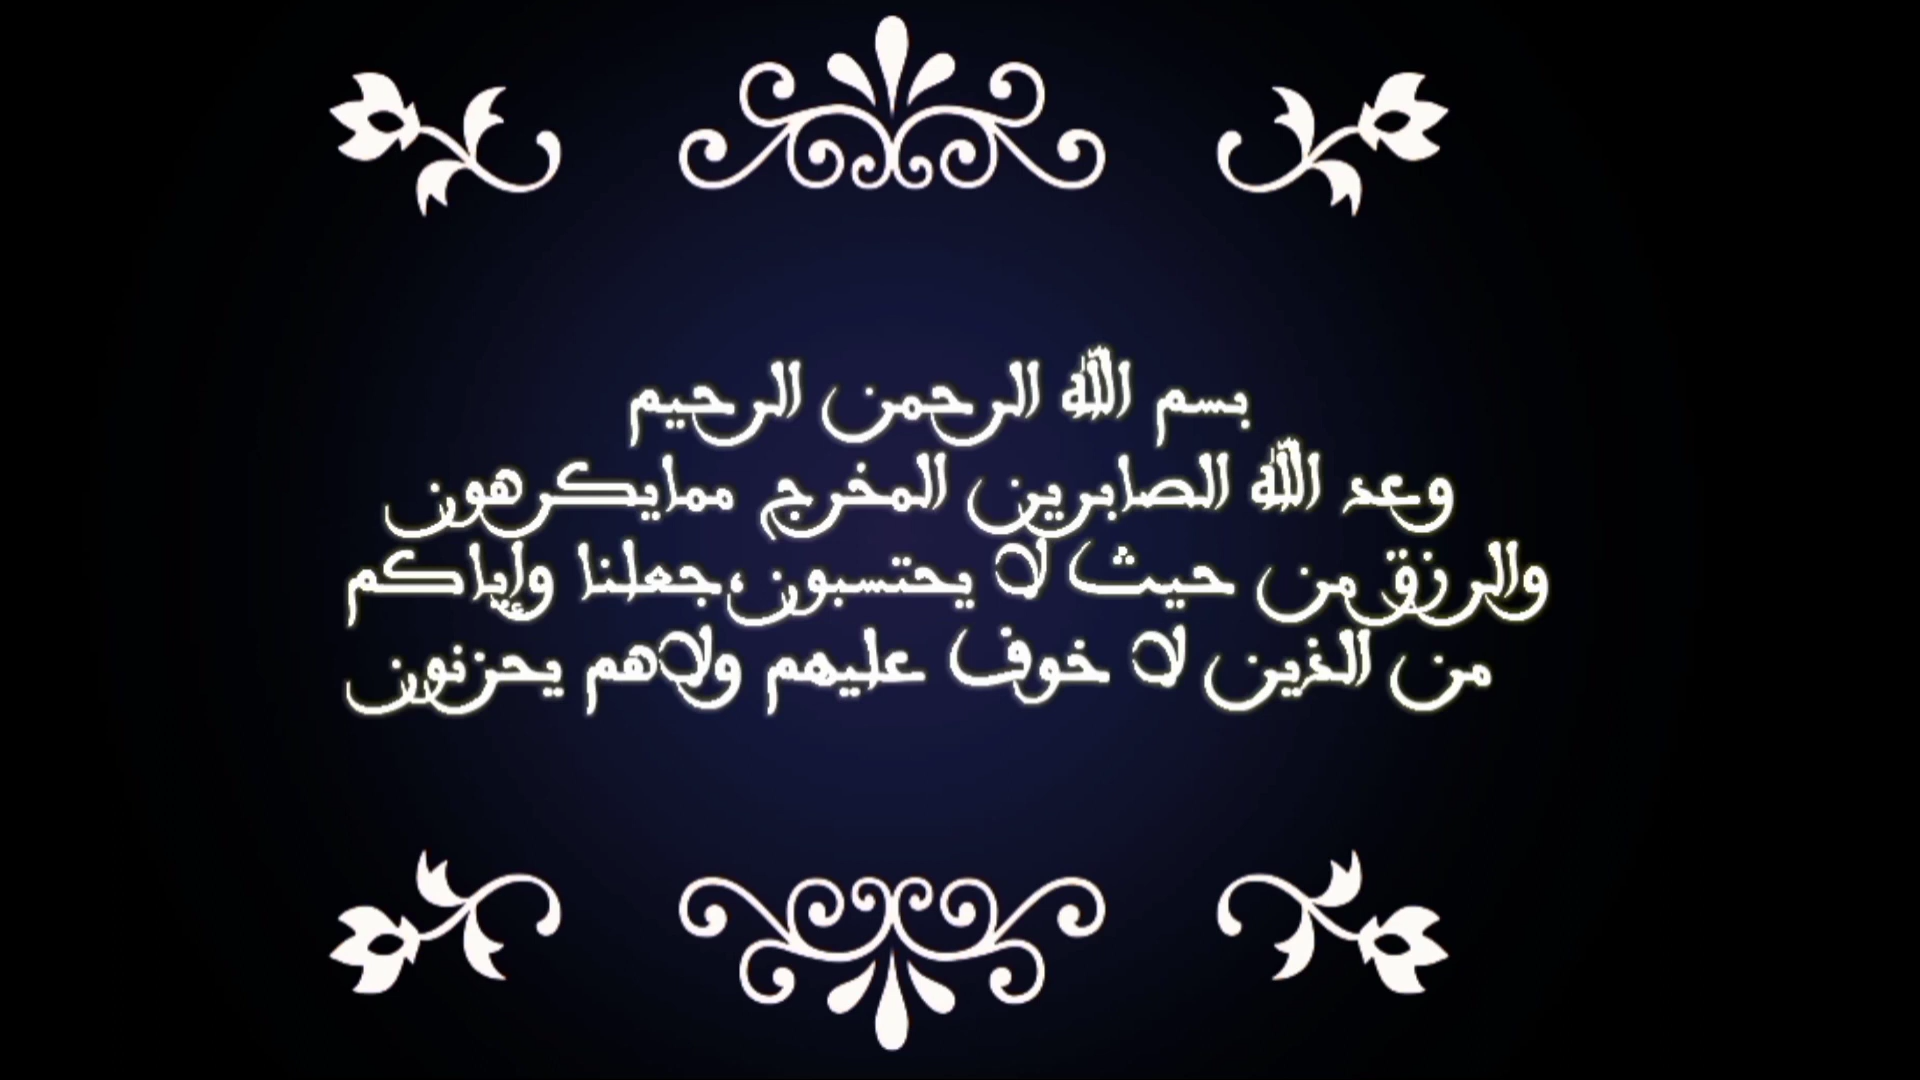 بسم الله الرحمن الرحيم
وعد الله الصابرين المخرج ممايكرهون
والرزق من حيث لا يحتسبون، جعلنا وإياكم
من الذين لا خوف عليهم ولاهم يحزنون